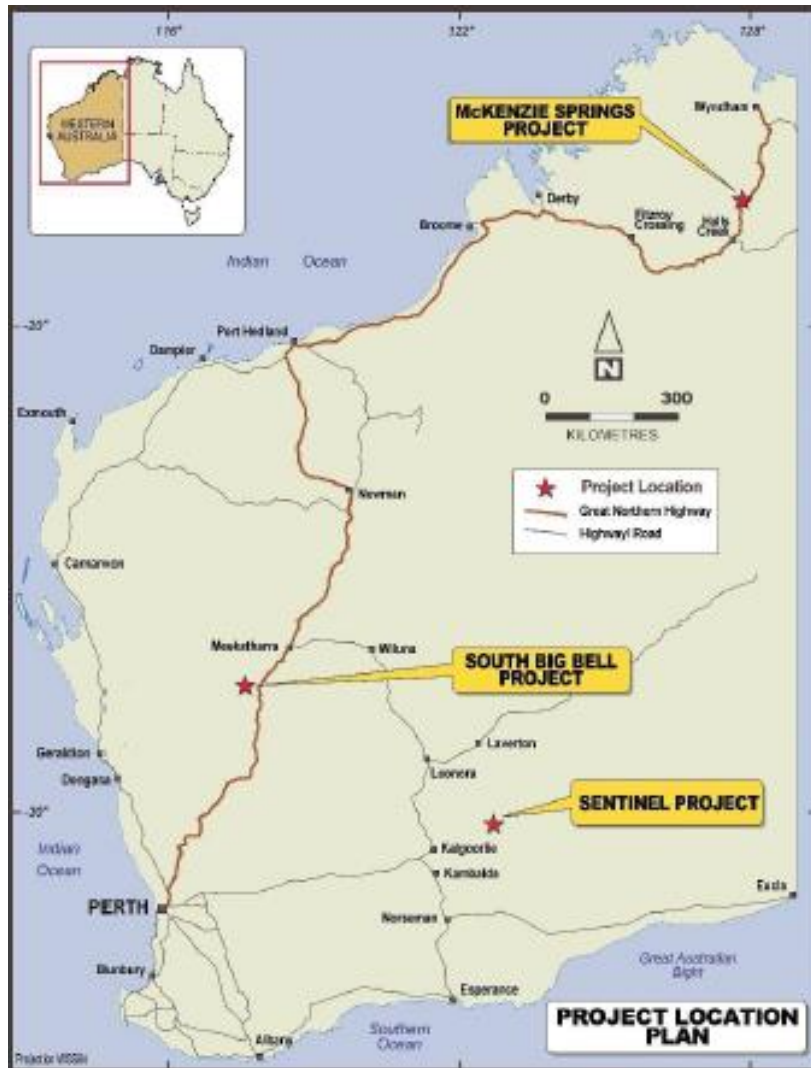 116°
122°
128°
WESTERN
AUSTRALIA
McKENZIE SPRINGS
PROJECT
Wyndham
Derby
Broome
Fitzroy
Crossing
Halls
Creek
Indian Ocean
-20°
Port Hedland
Dampier
N
0 300
KILOMETRES
Exmouth
Project Location
Great Northern Highway
Highway/ Road
Newman
Carnarvon
Meekatharra
Wiluna
SOUTH BIG BELL
PROJECT
Geraldton
Dongara
Laverton
Leonora
-30°
SENTINEL PROJECT
Indian
Ocean
Kalgoorlie
Kambalda
PERTH
Eucla
Norseman
Bunbury
Great Australian
Bight
Esperance
Albany
Southern
Ocean
PROJECT LOCATION
PLAN